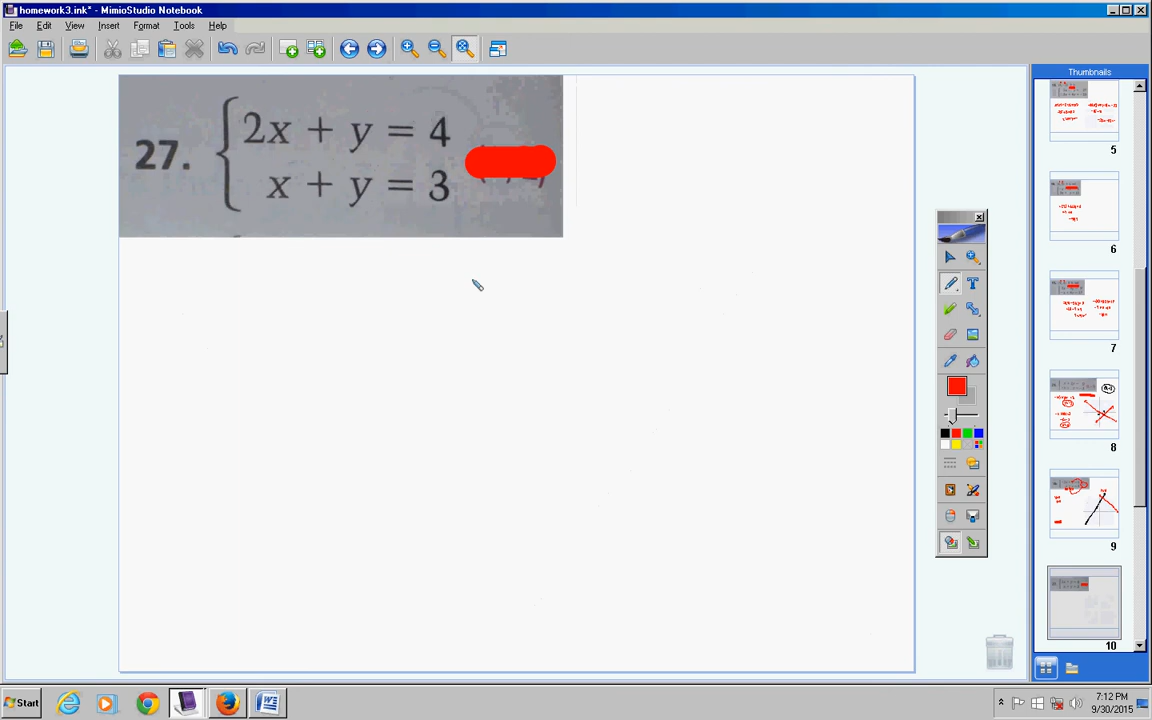 homework3.ink* - MimioStudio Notebook
File Edit View Insert Format Tools Help
27. { 2x + y = 4
x + y = 3
Thumbnails
5
6
7
8
9
10
Start
7:12 PM
9/30/2015